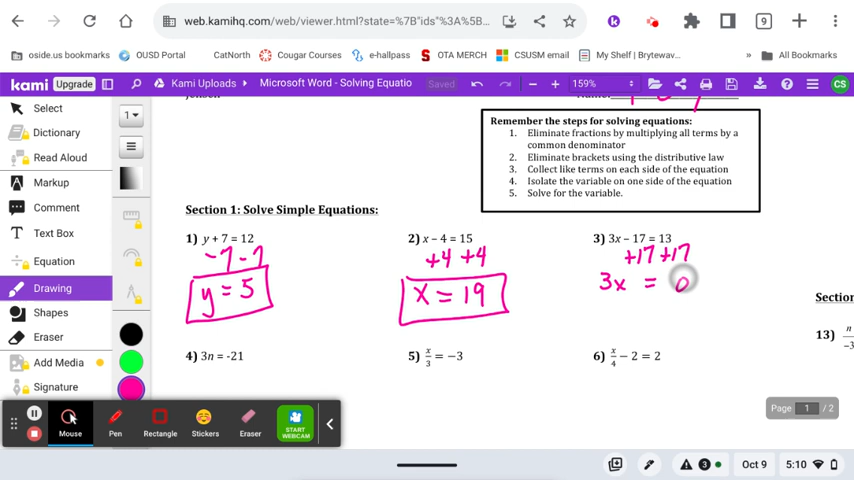 web.kamihq.com/web/viewer.html?state=%7B"ids"%3A%5B...
9
oside.us bookmarks OUSD Portal CatNorth Cougar Courses e-hallpass OTA MERCH CSUSM email My Shelf | Brytewav... » All Bookmarks
kami Upgrade Kami Uploads > Microsoft Word - Solving Equatio Saved 159% CS
Select
Dictionary
Read Aloud
Markup
Comment
Text Box
Equation
Drawing
Shapes
Eraser
Add Media
Signature
1
Jensen
Remember the steps for solving equations:
1. Eliminate fractions by multiplying all terms by a
common denominator
2. Eliminate brackets using the distributive law
3. Collect like terms on each side of the equation
4. Isolate the variable on one side of the equation
5. Solve for the variable.
Section 1: Solve Simple Equations:
1) y + 7 = 12 2) x – 4 = 15 3) 3x – 17 = 13
-7 -7 +4 +4 +17 +17
y = 5 x = 19 3x = 0
Section
13) n/-3
4) 3n = -21 5) x/3 = −3 6) x/4 − 2 = 2
Page 1 / 2
Mouse Pen Rectangle Stickers Eraser START WEBCAM
3 Oct 9 5:10